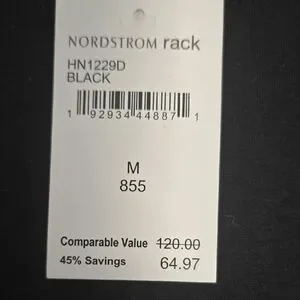 NORDSTROM rack
HN1229D
BLACK
1 92934 44887 1
M
855
Comparable Value 120.00
45% Savings 64.97